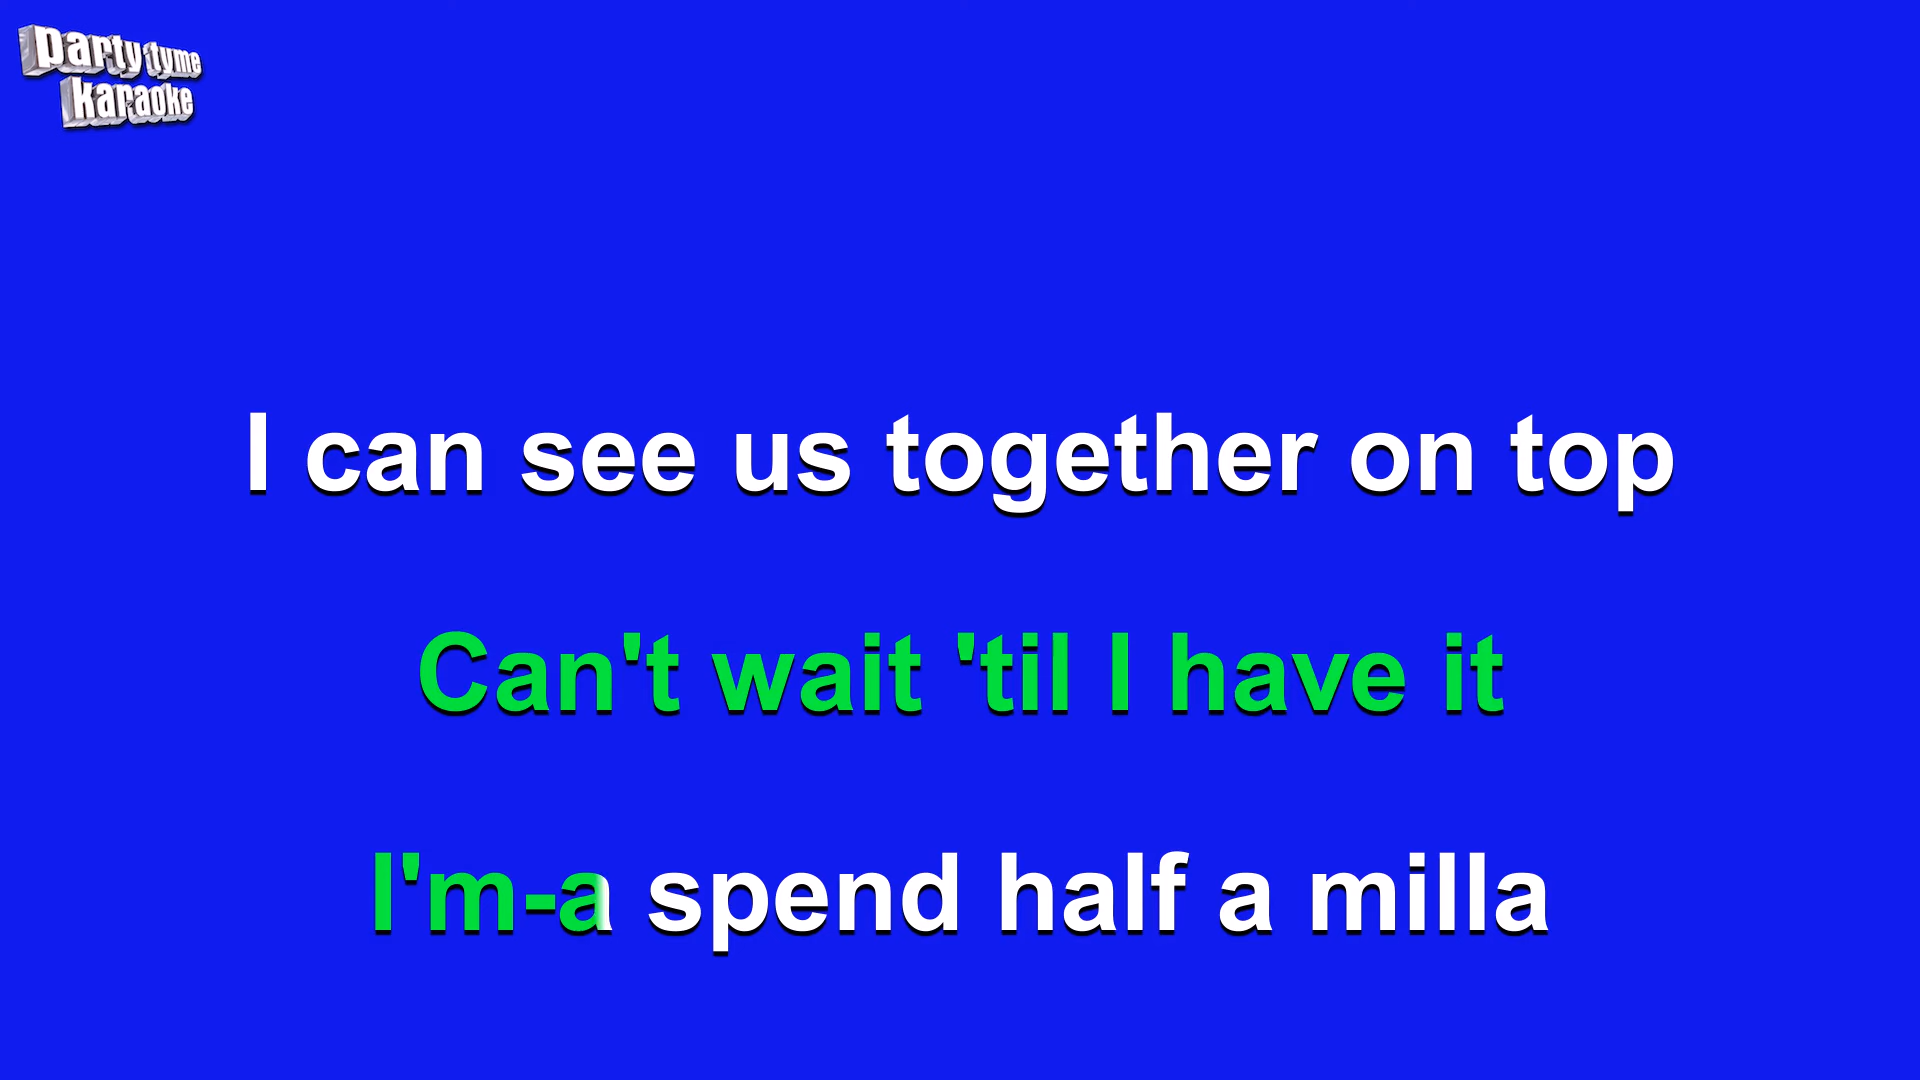 party tyme
karaoke
I can see us together on top
Can't wait 'til I have it
I'm-a spend half a milla